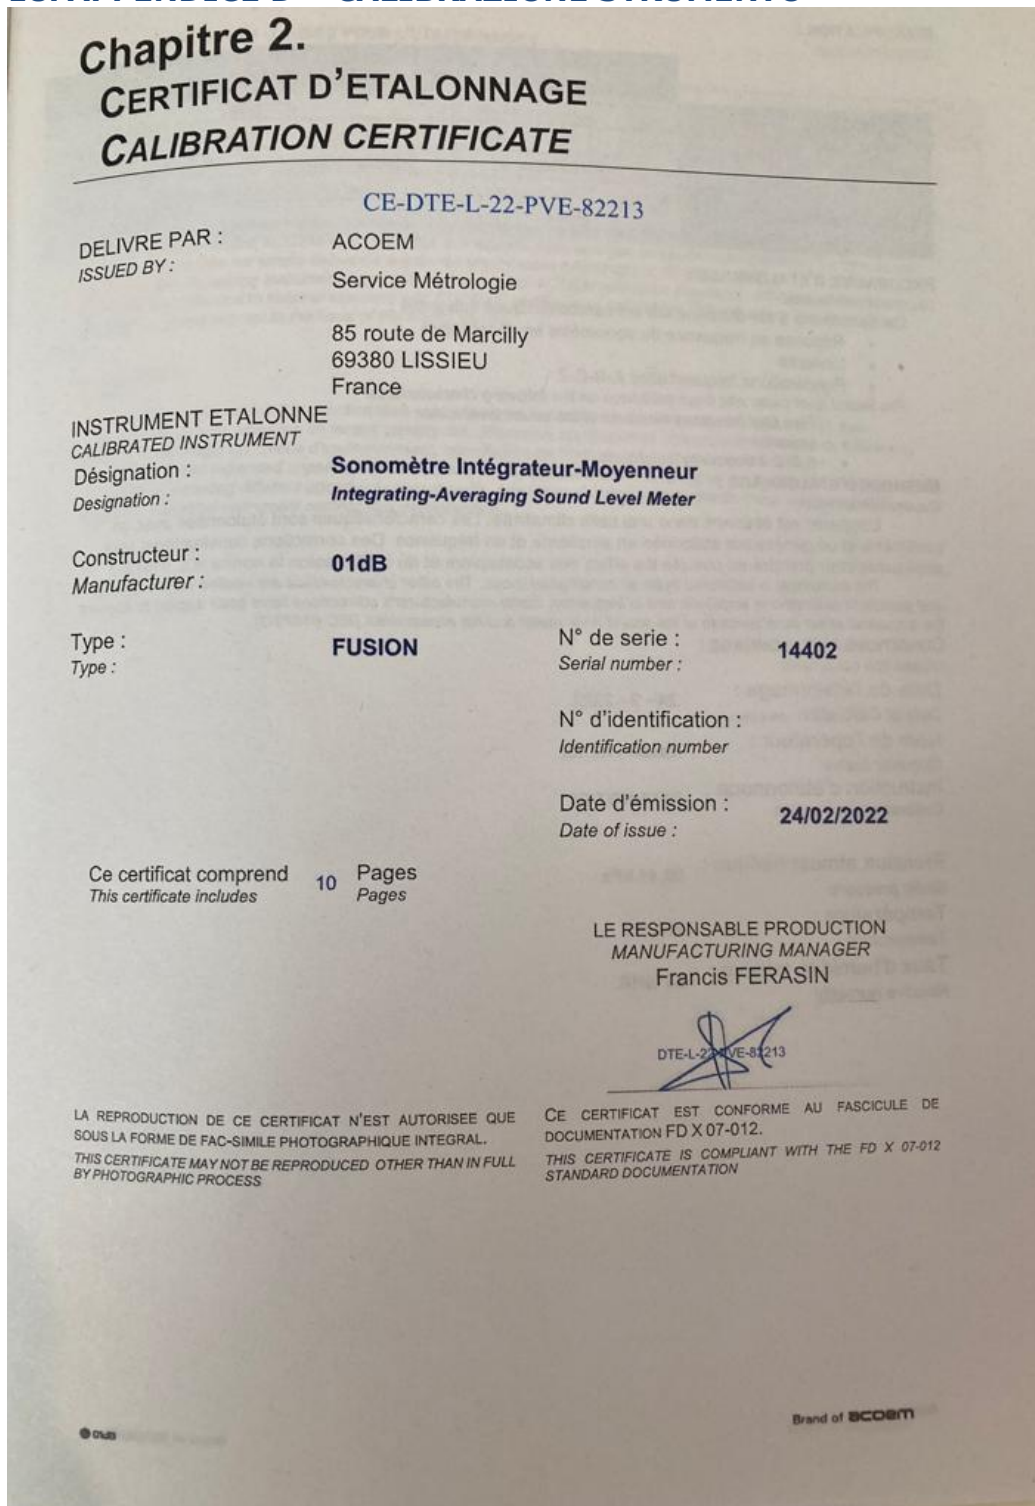 Chapitre 2.
CERTIFICAT D'ETALONNAGE
CALIBRATION CERTIFICATE
CE-DTE-L-22-PVE-82213
DELIVRE PAR :
ISSUED BY :
ACOEM
Service Métrologie
85 route de Marcilly
69380 LISSIEU
France
INSTRUMENT ETALONNE
CALIBRATED INSTRUMENT
Désignation :
Designation :
Sonomètre Intégrateur-Moyenneur
Integrating-Averaging Sound Level Meter
Constructeur :
Manufacturer :
01dB
Type :
Type :
FUSION
N° de serie :
Serial number :
14402
N° d'identification :
Identification number
Date d'émission :
Date of issue :
24/02/2022
Ce certificat comprend 10 Pages
This certificate includes Pages
LE RESPONSABLE PRODUCTION
MANUFACTURING MANAGER
Francis FERASIN
DTE-L-22-PVE-82213
LA REPRODUCTION DE CE CERTIFICAT N'EST AUTORISEE QUE
SOUS LA FORME DE FAC-SIMILE PHOTOGRAPHIQUE INTEGRAL.
THIS CERTIFICATE MAY NOT BE REPRODUCED OTHER THAN IN FULL
BY PHOTOGRAPHIC PROCESS
CE CERTIFICAT EST CONFORME AU FASCICULE DE
DOCUMENTATION FD X 07-012.
THIS CERTIFICATE IS COMPLIANT WITH THE FD X 07-012
STANDARD DOCUMENTATION
Brand of acoem